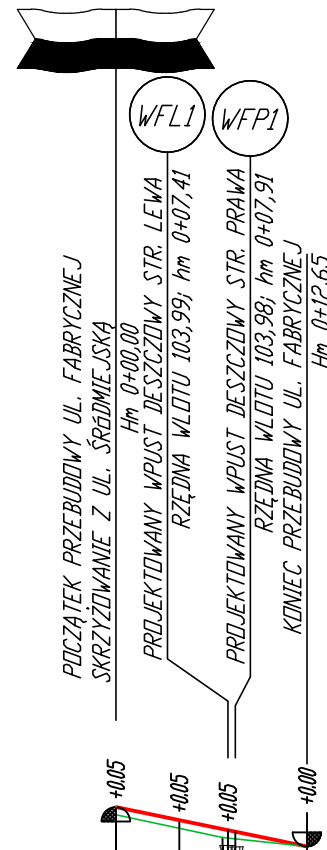 WFL1
WFP1
POCZĄTEK PRZEBUDOWY UL. FABRYCZNEJ
SKRZYŻOWANIE Z UL. ŚRÓDMIEJSKĄ
Hm 0+00,00
PROJEKTOWANY WPUST DESZCZOWY STR. LEWA
RZĘDNA WLOTU 103,99; hm 0+07,41
PROJEKTOWANY WPUST DESZCZOWY STR. PRAWA
RZĘDNA WLOTU 103,98; hm 0+07,91
KONIEC PRZEBUDOWY UL. FABRYCZNEJ
Hm 0+12,65
+0.05
+0.05
+0.05
+0.00